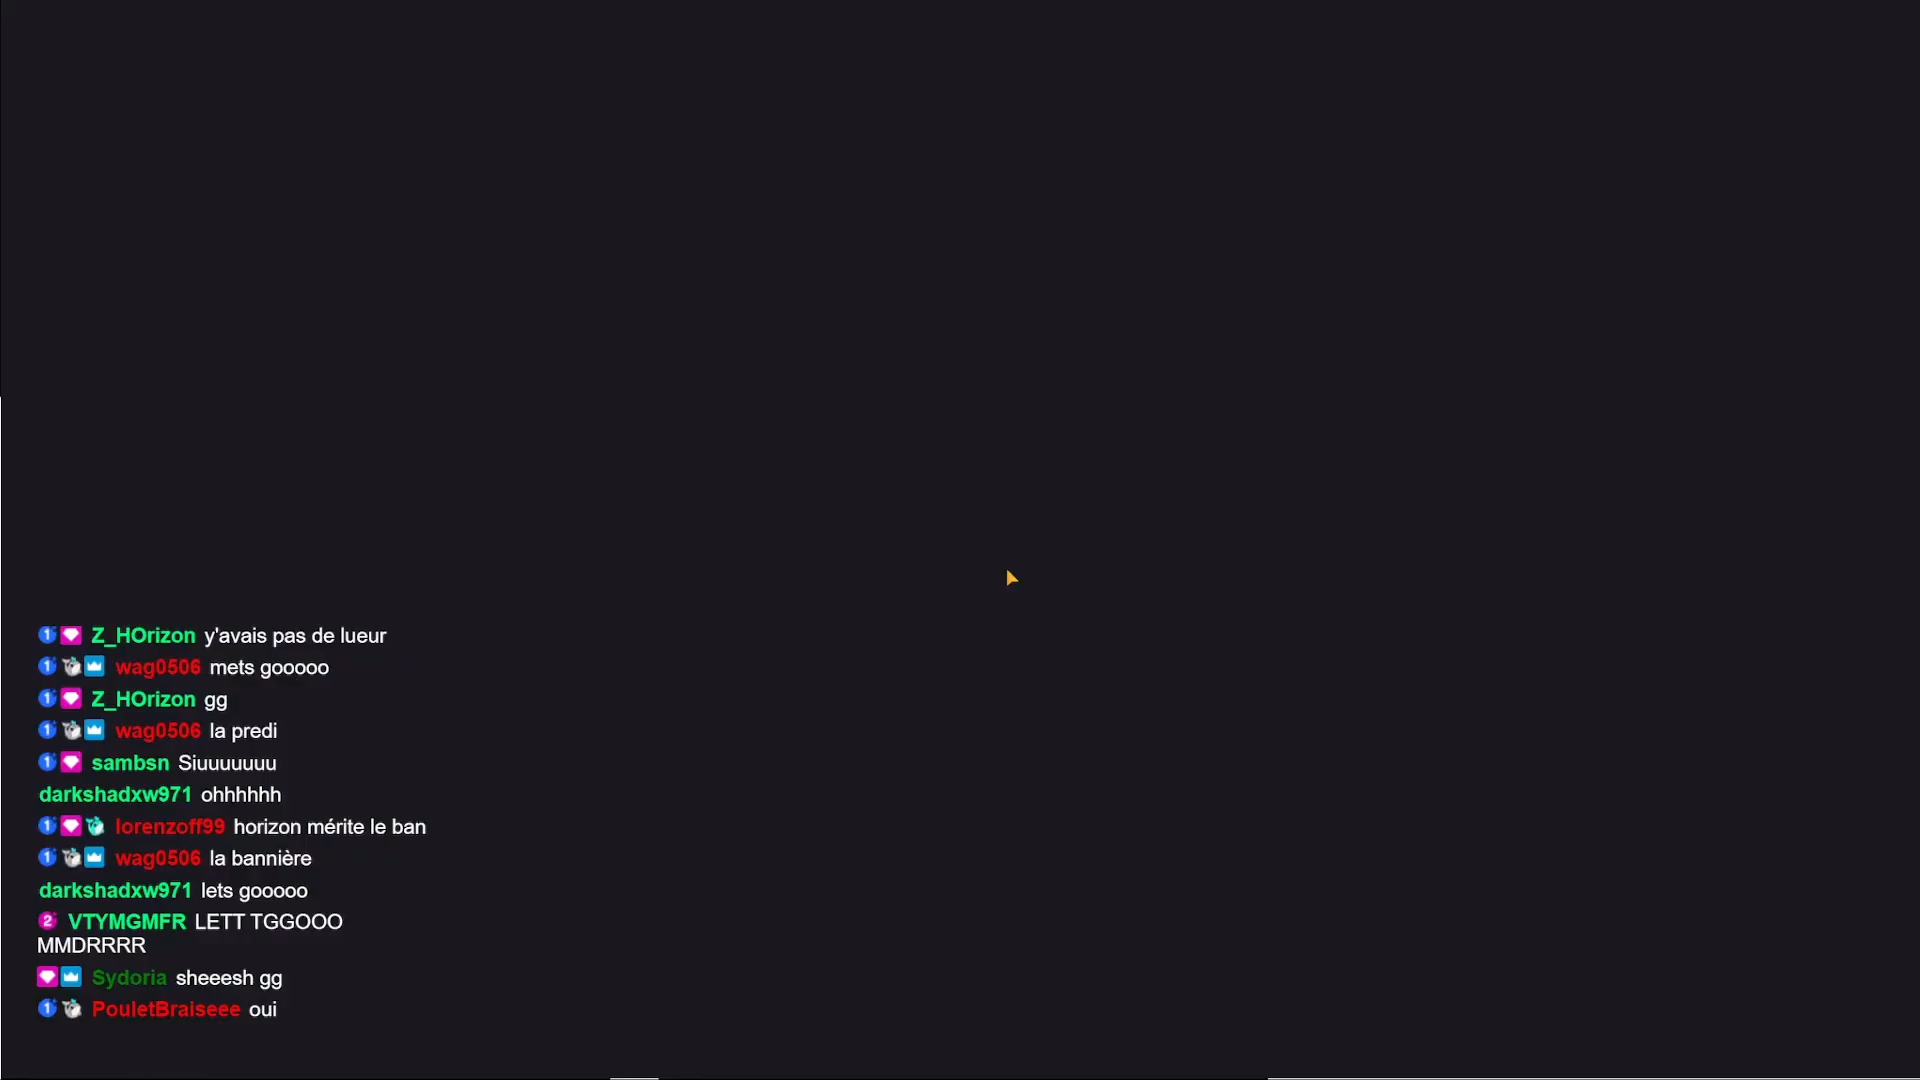 Z_HOrizon y'avais pas de lueur
wag0506 mets gooooo
Z_HOrizon gg
wag0506 la predi
sambsn Siuuuuuuu
darkshadxw971 ohhhhhh
lorenzoff99 horizon mérite le ban
wag0506 la bannière
darkshadxw971 lets gooooo
2 VTYMGMFR LETT TGGOOO
MMDRRRR
Sydoria sheeesh gg
PouletBraiseee oui